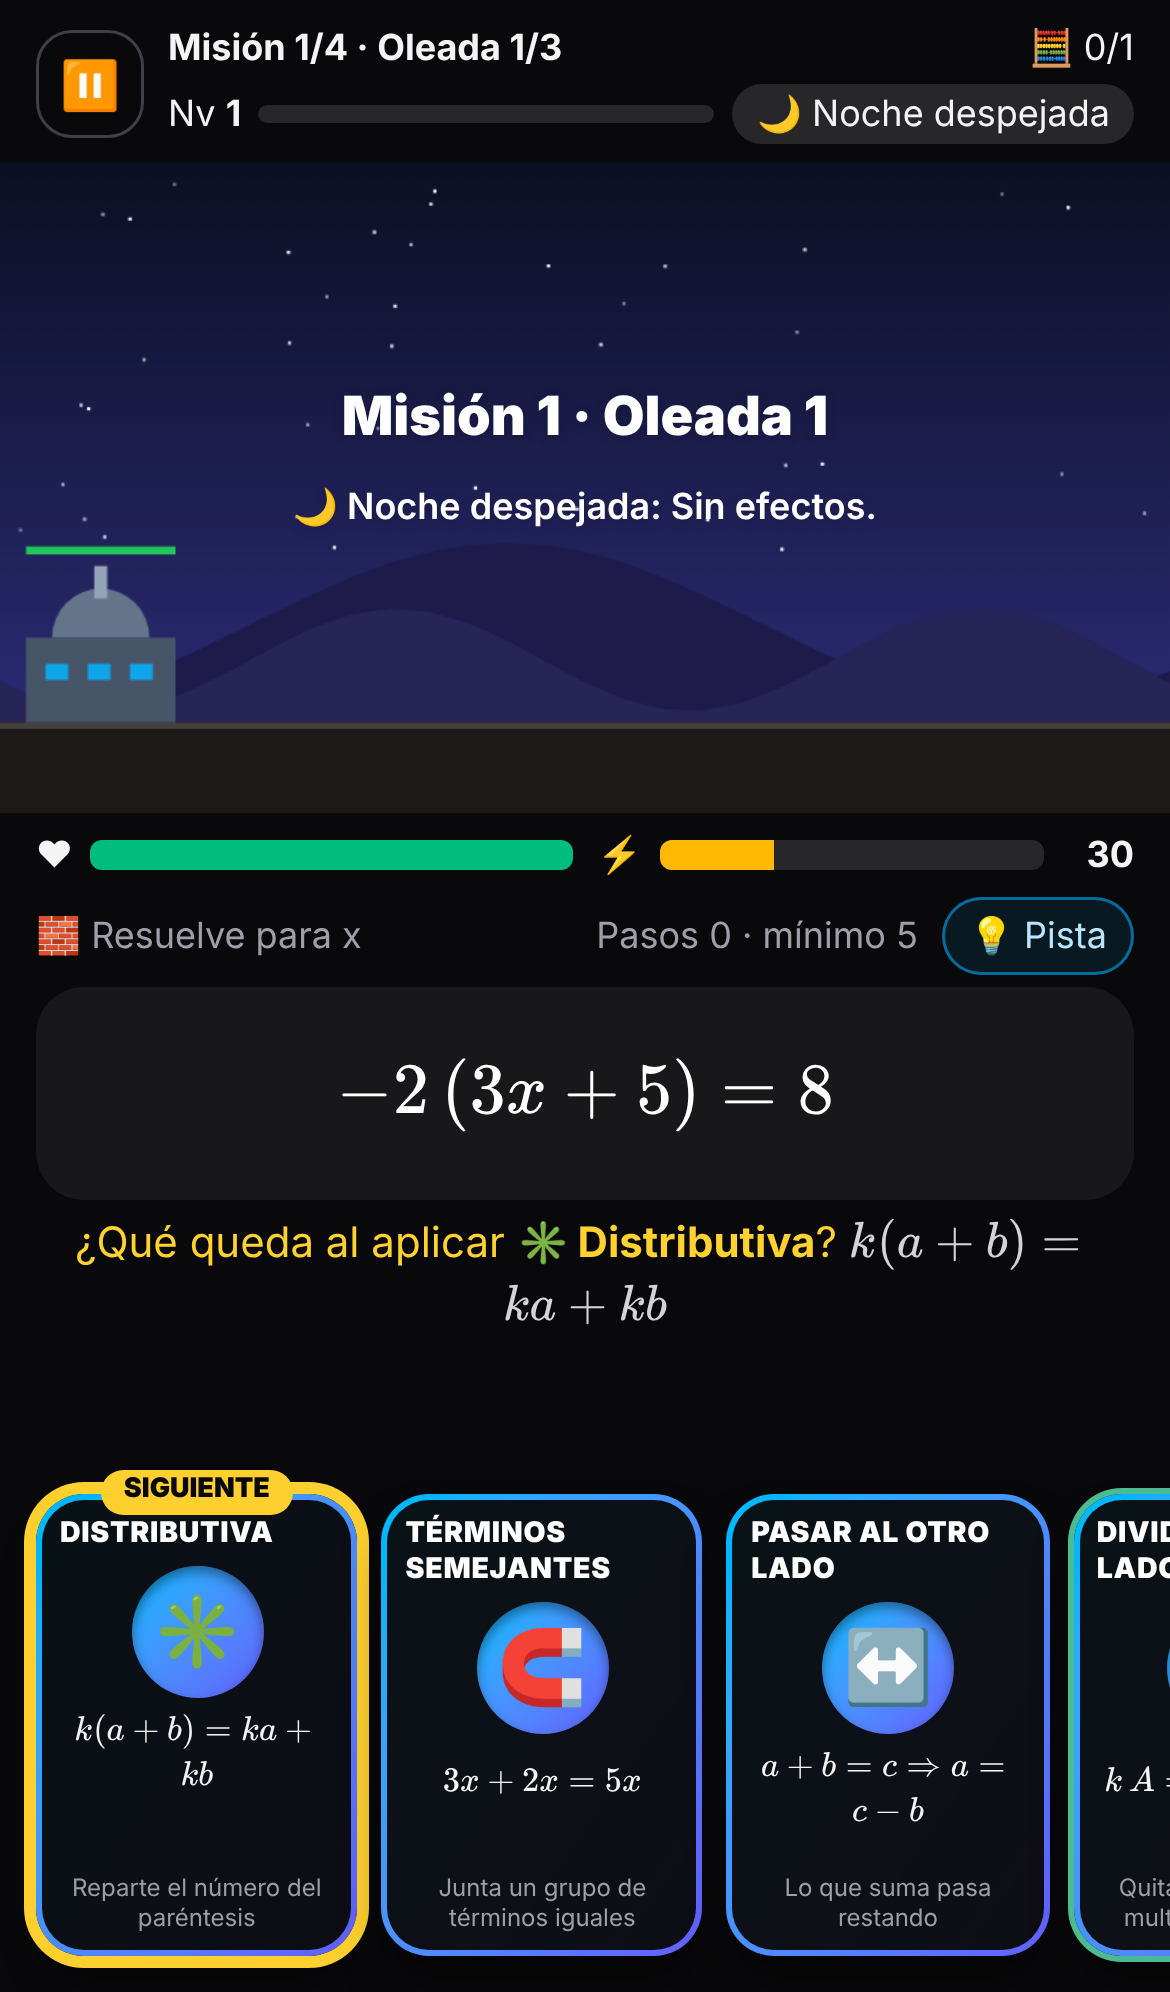 Misión 1/4 · Oleada 1/3
0/1
Nv 1
Noche despejada
Misión 1 · Oleada 1
Noche despejada: Sin efectos.
30
Resuelve para x
Pasos 0 · mínimo 5
Pista
−2 (3x + 5) = 8
¿Qué queda al aplicar ✳ Distributiva? k(a + b) =
ka + kb
SIGUIENTE
DISTRIBUTIVA
k(a + b) = ka +
kb
Reparte el número del
paréntesis
TÉRMINOS
SEMEJANTES
3x + 2x = 5x
Junta un grupo de
términos iguales
PASAR AL OTRO
LADO
a + b = c ⇒ a =
c − b
Lo que suma pasa
restando
k A